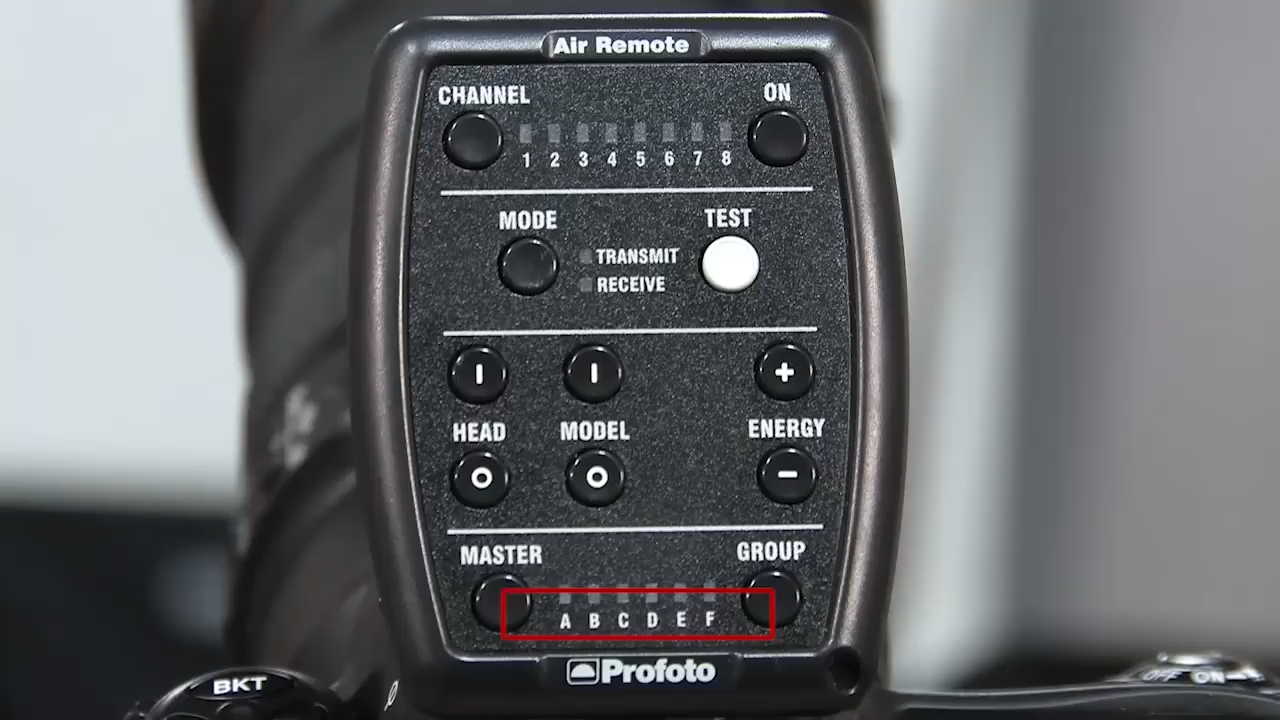 Air Remote
CHANNEL ON
1 2 3 4 5 6 7 8
MODE TEST
TRANSMIT
RECEIVE
HEAD MODEL ENERGY
MASTER GROUP
A B C D E F
Profoto
BKT
OFF ON